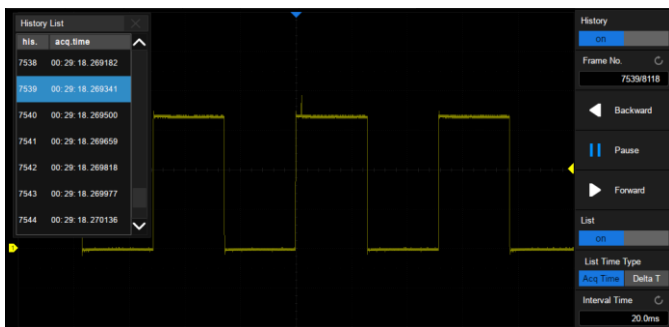 History List
his. acq.time
7538 00:29:18.269182
7539 00:29:18.269341
7540 00:29:18.269500
7541 00:29:18.269659
7542 00:29:18.269818
7543 00:29:18.269977
7544 00:29:18.270136
1
History
on
Frame No.
7539/8118
Backward
Pause
Forward
List
on
List Time Type
Acq Time Delta T
Interval Time
20.0ms